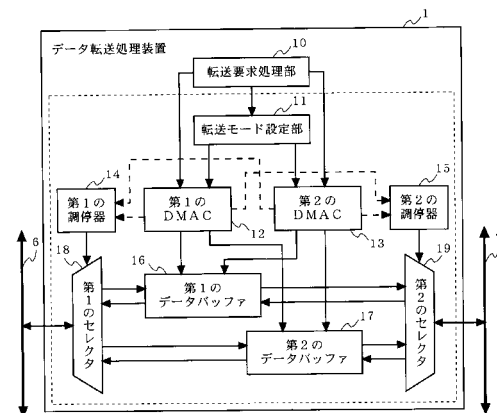 1
データ転送処理装置
10
転送要求処理部
11
転送モード設定部
14
第1の
調停器
第1の
DMAC
12
第2の
DMAC
13
15
第2の
調停器
6
18
第1のセレクタ
16
第1の
データバッファ
17
第2の
データバッファ
19
第2のセレクタ